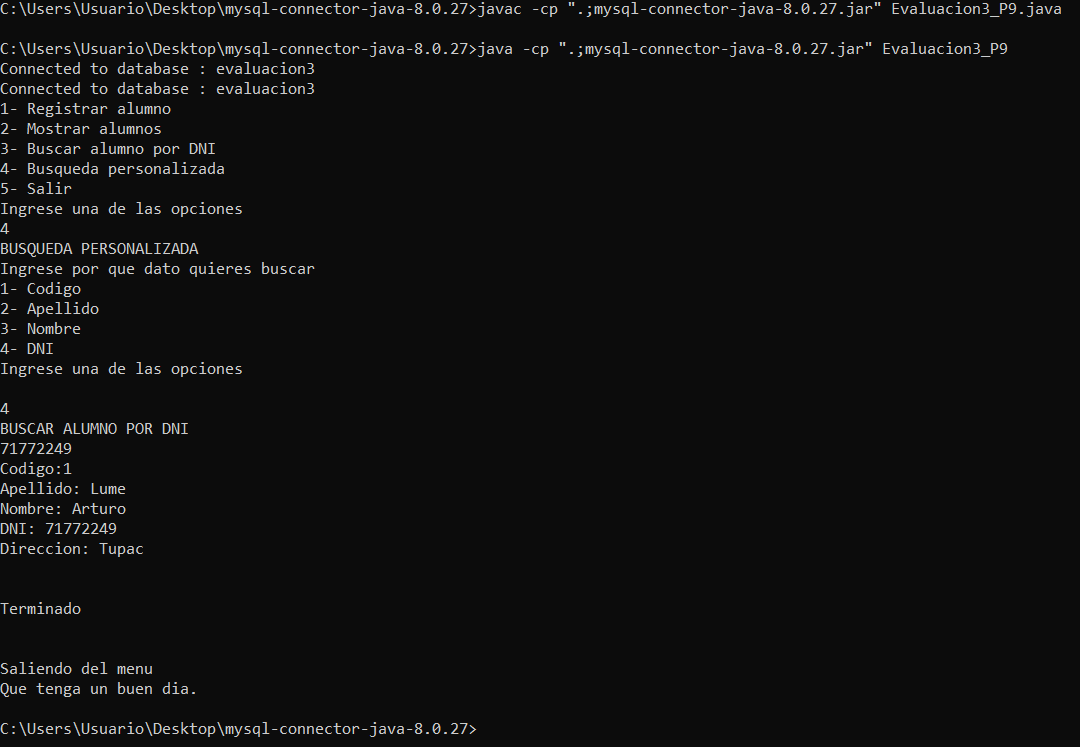 C:\Users\Usuario\Desktop\mysql-connector-java-8.0.27>javac -cp ".;mysql-connector-java-8.0.27.jar" Evaluacion3_P9.java
C:\Users\Usuario\Desktop\mysql-connector-java-8.0.27>java -cp ".;mysql-connector-java-8.0.27.jar" Evaluacion3_P9
Connected to database : evaluacion3
Connected to database : evaluacion3
1- Registrar alumno
2- Mostrar alumnos
3- Buscar alumno por DNI
4- Busqueda personalizada
5- Salir
Ingrese una de las opciones
4
BUSQUEDA PERSONALIZADA
Ingrese por que dato quieres buscar
1- Codigo
2- Apellido
3- Nombre
4- DNI
Ingrese una de las opciones
4
BUSCAR ALUMNO POR DNI
71772249
Codigo:1
Apellido: Lume
Nombre: Arturo
DNI: 71772249
Direccion: Tupac
Terminado
Saliendo del menu
Que tenga un buen dia.
C:\Users\Usuario\Desktop\mysql-connector-java-8.0.27>